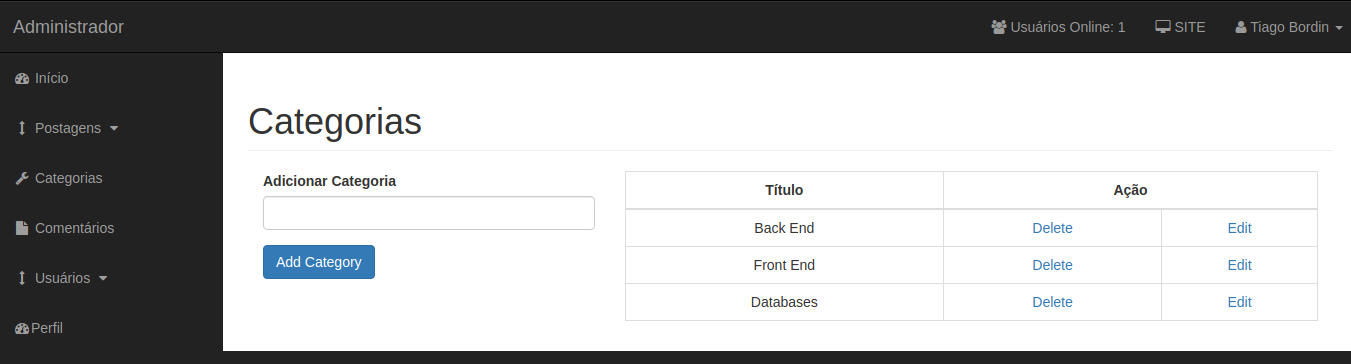 Administrador
Usuários Online: 1 SITE Tiago Bordin
Início
Postagens
Categorias
Comentários
Usuários
Perfil
Categorias
Adicionar Categoria
Add Category
Título Ação
Back End Delete Edit
Front End Delete Edit
Databases Delete Edit